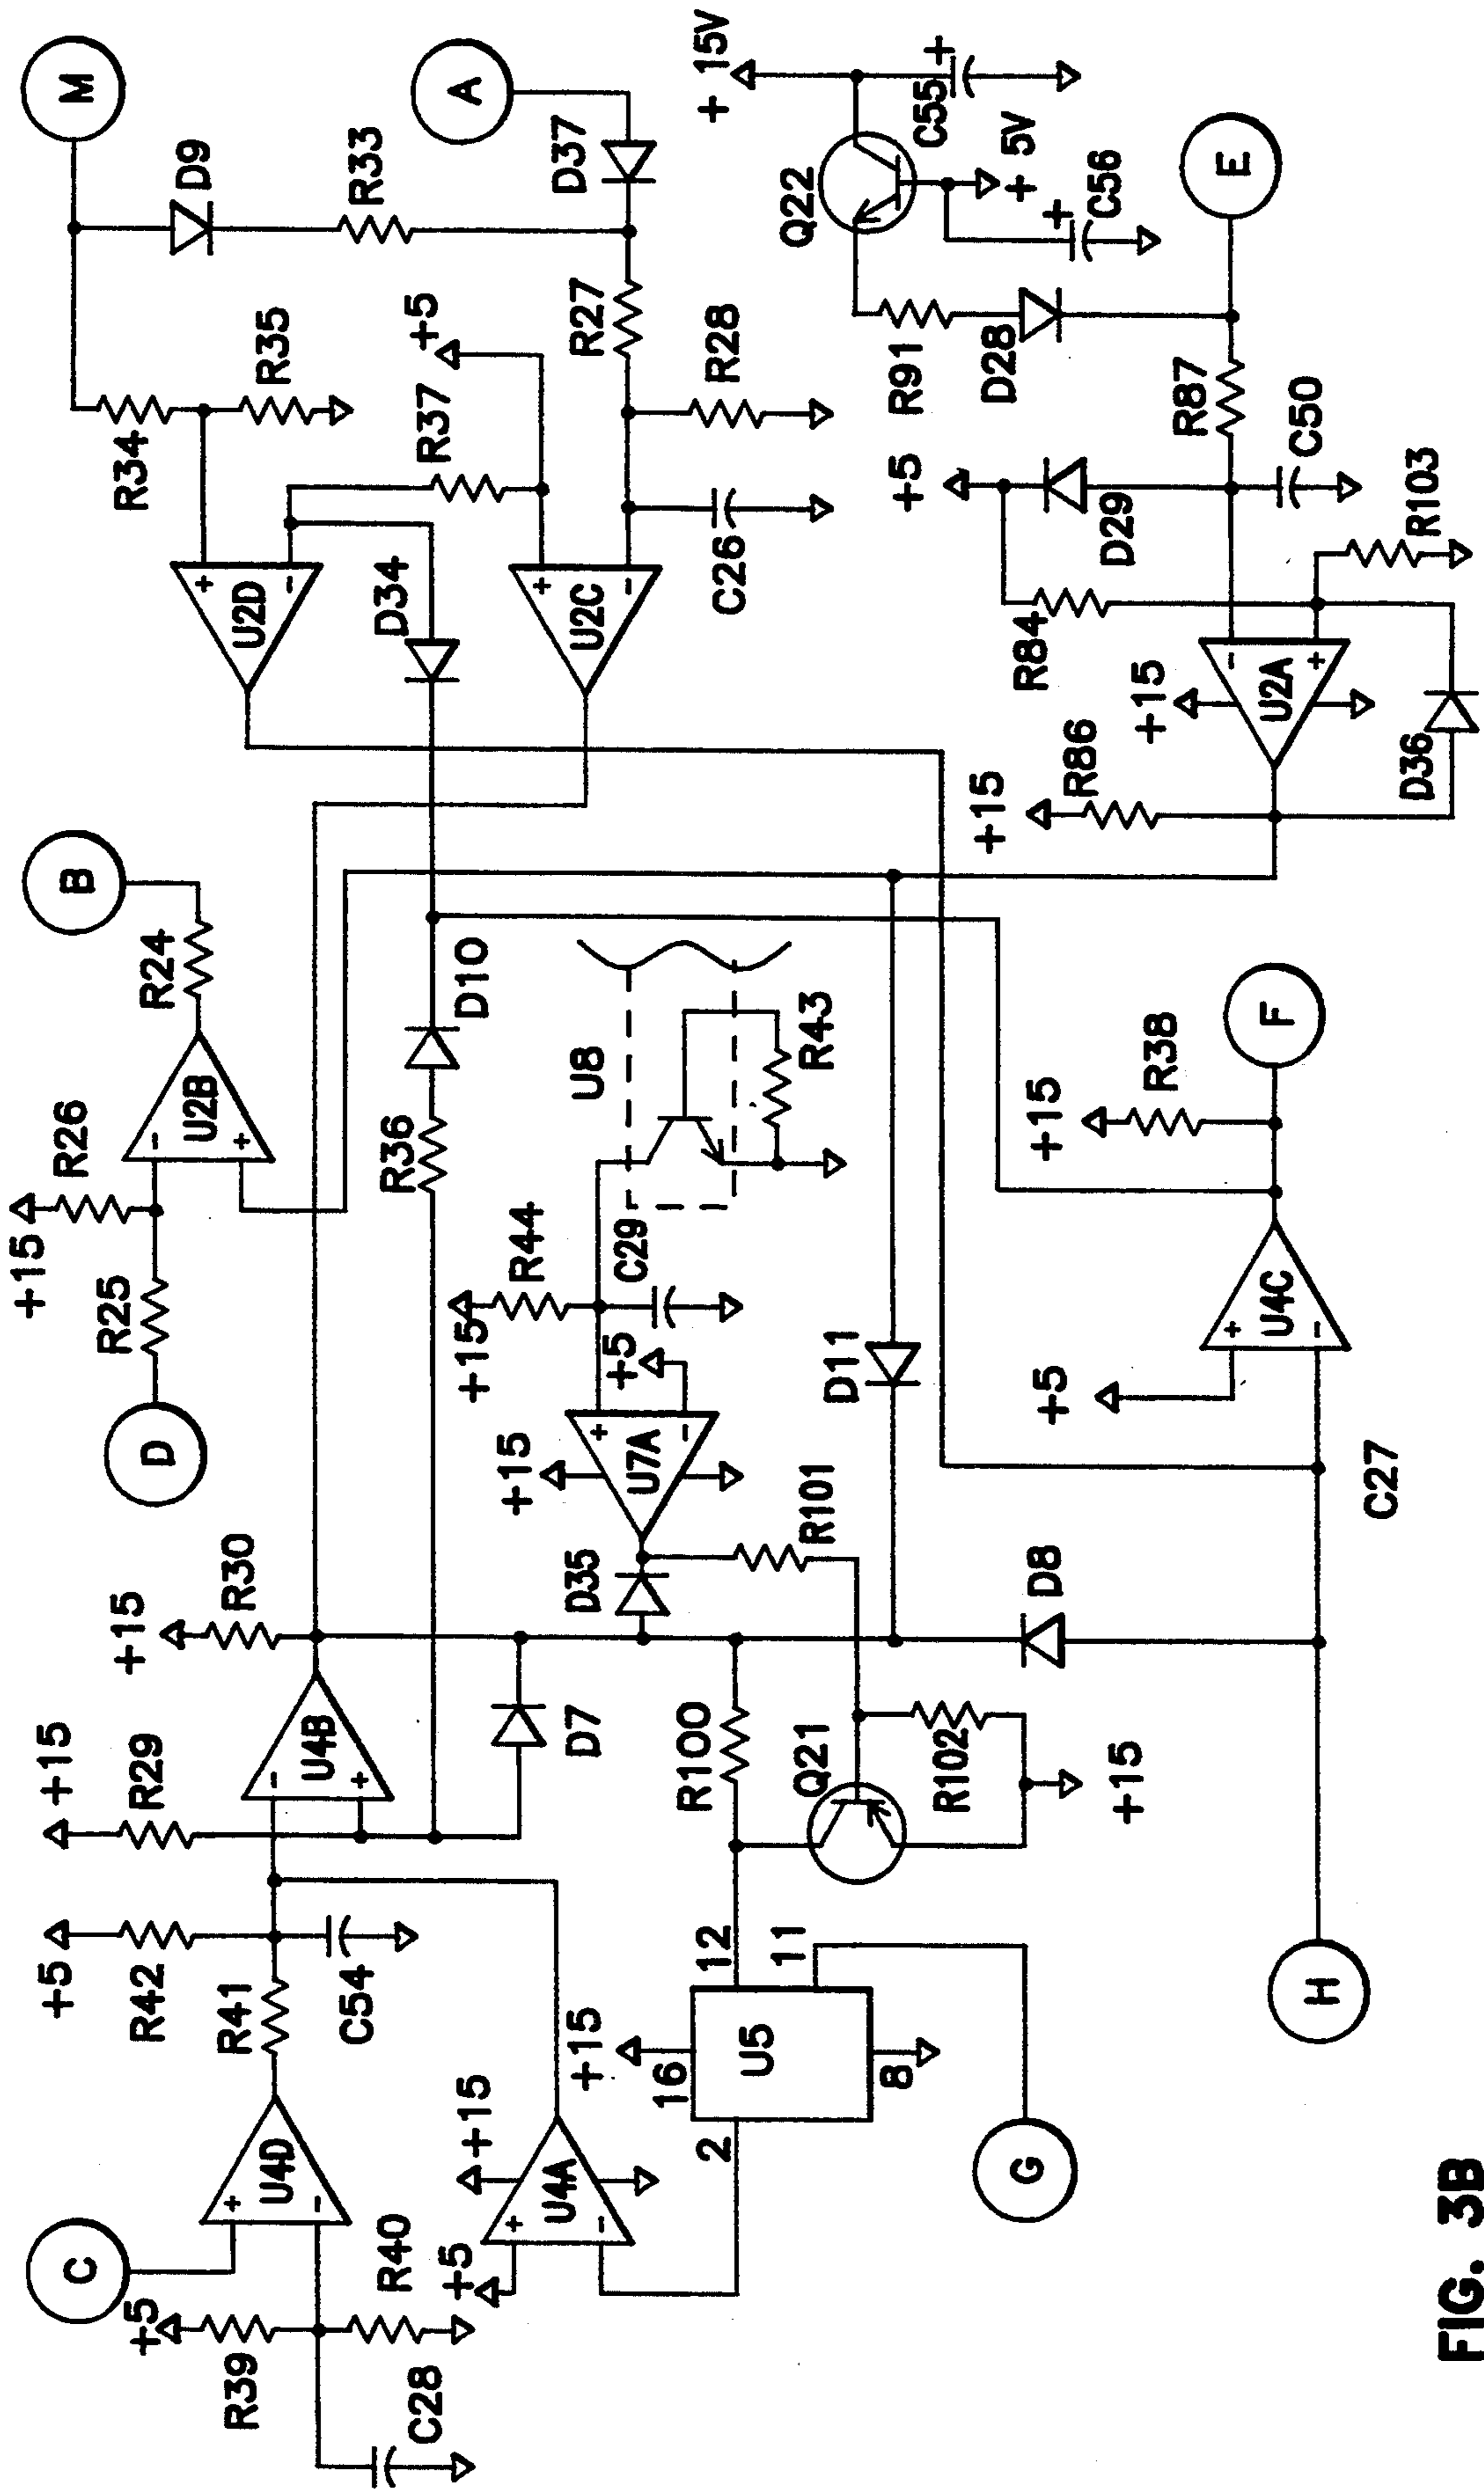 C
B
M
+15
+5
+15
+5
R42
R29
+15
R26
R25
D
R24
R34
D9
R39
U4D
R41
+15
R30
U2B
U2D
R35
R33
C28
R40
C54
U4B
R36
D34
R37
+5
A
+5
+15
U4A
+15
D7
D35
+15
+15
R44
D10
U8
U2C
R27
D37
+5
C29
U7A
16
2
U5
12
11
8
R100
Q21
R101
R43
C26
R28
+15V
G
R102
D11
+5
R91
Q22
C55
+
+15
D8
+5
+15
+15
R84
D28
+5V
+
C56
R86
+15
D29
R38
R87
E
H
U4C
F
U2A
C50
C27
D36
R103
FIG. 3B